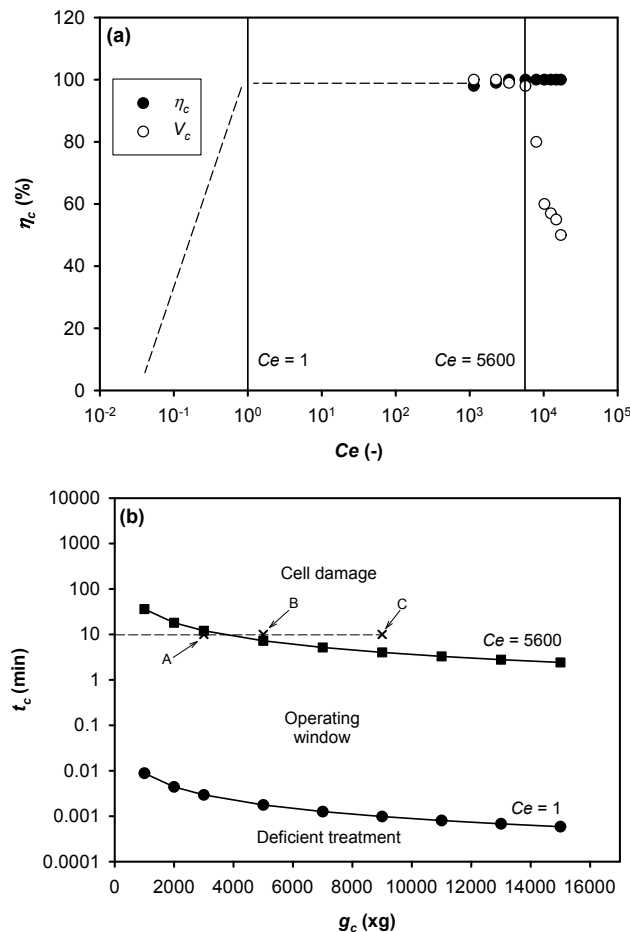 (a)
120
100
80
60
40
20
0
ηc (%)
ηc
Vc
Ce = 1
Ce = 5600
10-2 10-1 100 101 102 103 104 105
Ce (-)
(b)
10000
1000
100
10
1
0.1
0.01
0.001
0.0001
tc (min)
Cell damage
B
C
A
Ce = 5600
Operating
window
Ce = 1
Deficient treatment
0 2000 4000 6000 8000 10000 12000 14000 16000
gc (xg)